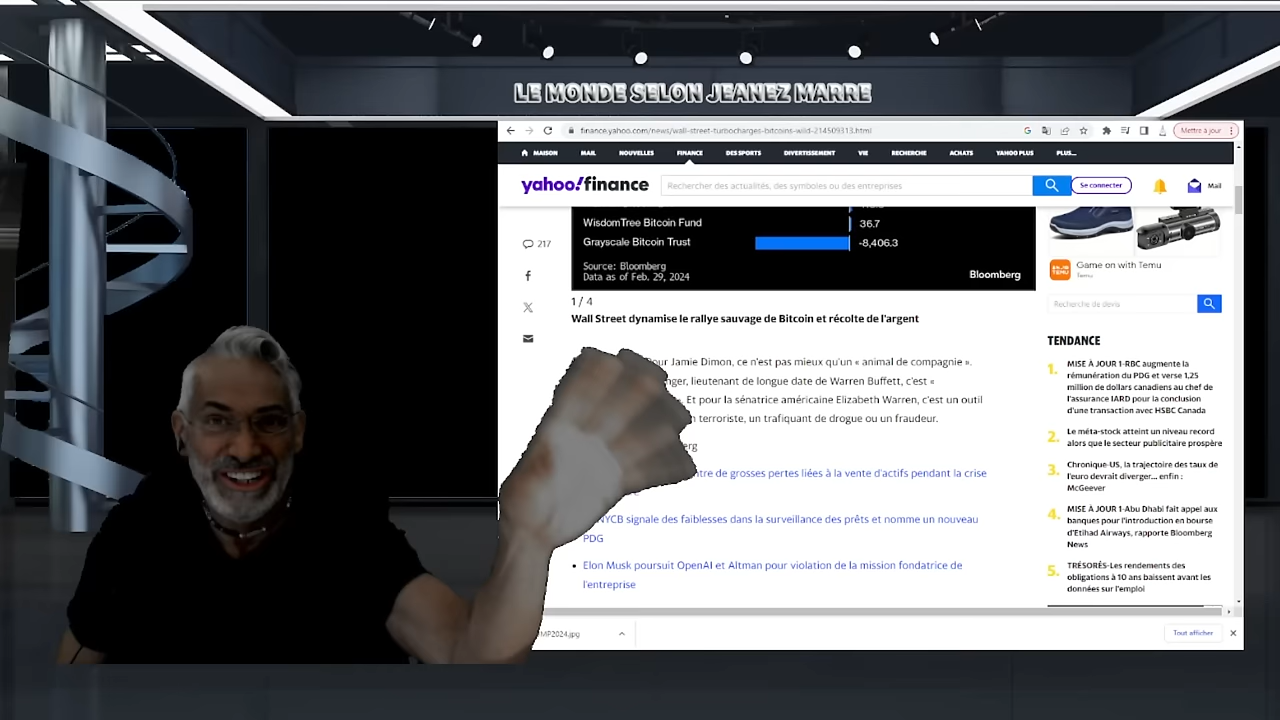 LE MONDE SELON JEANEZ MARRE
finance.yahoo.com/news/wall-street-turbocharges-bitcoins-wild-214509313.html
Mettre à jour
MAISON MAIL NOUVELLES FINANCE DES SPORTS DIVERTISSEMENT VIE RECHERCHE ACHATS YAHOO PLUS PLUS...
yahoo!finance
Rechercher des actualités, des symboles ou des entreprises
Se connecter
Mail
WisdomTree Bitcoin Fund 36.7
Grayscale Bitcoin Trust -8,406.3
Source: Bloomberg
Data as of Feb. 29, 2024
Bloomberg
217
1 / 4
Wall Street dynamise le rallye sauvage de Bitcoin et récolte de l'argent
pour Jamie Dimon, ce n'est pas mieux qu'un « animal de compagnie ».
lieutenant de longue date de Warren Buffett, c'est «
Et pour la sénatrice américaine Elizabeth Warren, c'est un outil
terroriste, un trafiquant de drogue ou un fraudeur.
de grosses pertes liées à la vente d'actifs pendant la crise
NYCB signale des faiblesses dans la surveillance des prêts et nomme un nouveau
PDG
• Elon Musk poursuit OpenAI et Altman pour violation de la mission fondatrice de
l'entreprise
Game on with Temu
Temu
Recherche de devis
TENDANCE
1. MISE À JOUR 1-RBC augmente la
rémunération du PDG et verse 1,25
million de dollars canadiens au chef de
l'assurance IARD pour la conclusion
d'une transaction avec HSBC Canada
2. Le méta-stock atteint un niveau record
alors que le secteur publicitaire prospère
3. Chronique-US, la trajectoire des taux de
l'euro devrait diverger... enfin :
McGeever
4. MISE À JOUR 1-Abu Dhabi fait appel aux
banques pour l'introduction en bourse
d'Etihad Airways, rapporte Bloomberg
News
5. TRÉSORÉS-Les rendements des
obligations à 10 ans baissent avant les
données sur l'emploi
MP2024.jpg
Tout afficher